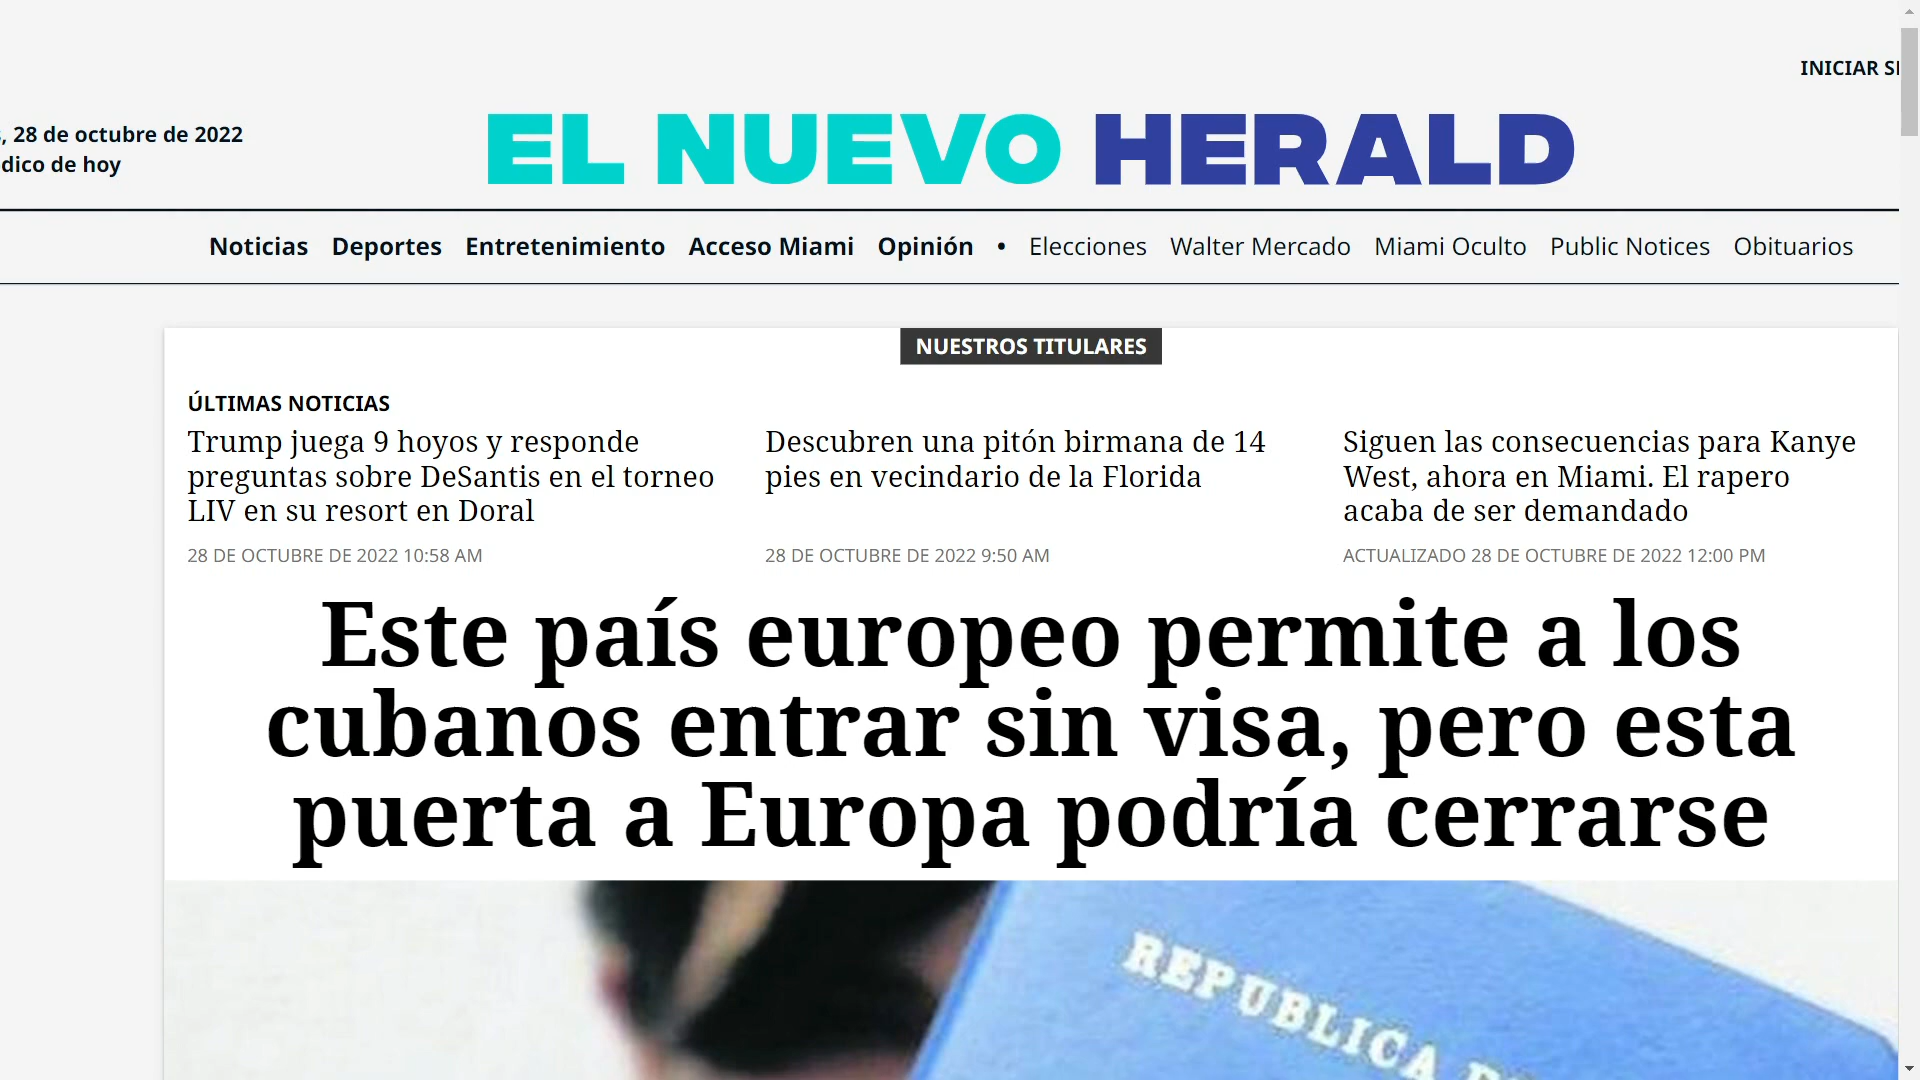 INICIAR
, 28 de octubre de 2022
dico de hoy
EL NUEVO HERALD
Noticias Deportes Entretenimiento Acceso Miami Opinión • Elecciones Walter Mercado Miami Oculto Public Notices Obituarios
NUESTROS TITULARES
ÚLTIMAS NOTICIAS
Trump juega 9 hoyos y responde
preguntas sobre DeSantis en el torneo
LIV en su resort en Doral
28 DE OCTUBRE DE 2022 10:58 AM
Descubren una pitón birmana de 14
pies en vecindario de la Florida
28 DE OCTUBRE DE 2022 9:50 AM
Siguen las consecuencias para Kanye
West, ahora en Miami. El rapero
acaba de ser demandado
ACTUALIZADO 28 DE OCTUBRE DE 2022 12:00 PM
Este país europeo permite a los
cubanos entrar sin visa, pero esta
puerta a Europa podría cerrarse
REPUBLICA